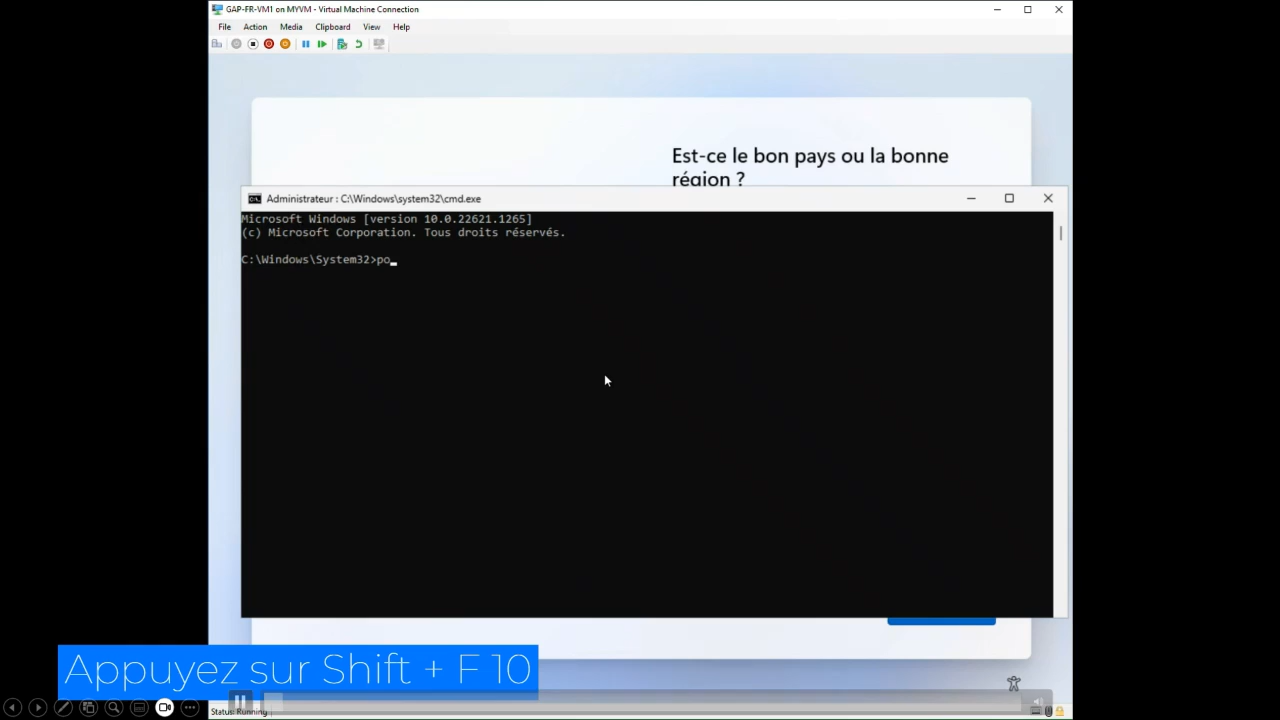 GAP-FR-VM1 on MYVM - Virtual Machine Connection
File Action Media Clipboard View Help
Est-ce le bon pays ou la bonne
région ?
Administrateur : C:\Windows\system32\cmd.exe
Microsoft Windows [version 10.0.22621.1265]
(c) Microsoft Corporation. Tous droits réservés.
C:\Windows\System32>po_
Appuyez sur Shift + F 10
Status: Running